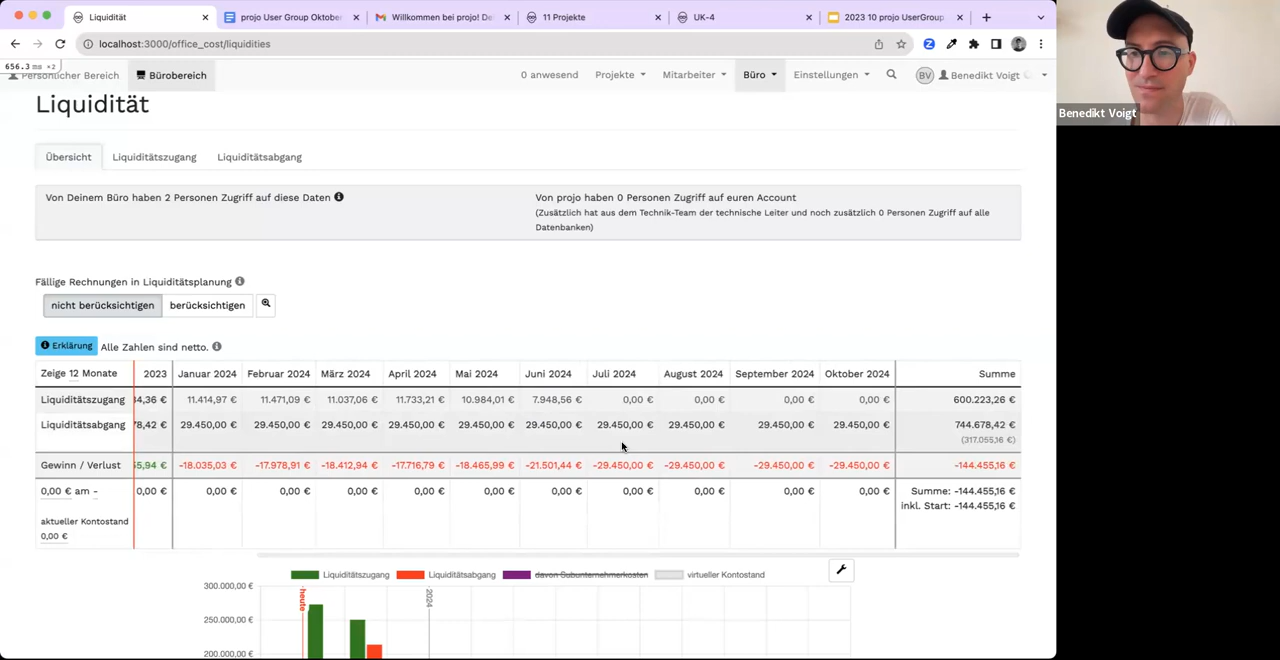 Liquidität
projo User Group Oktober
Willkommen bei projo! De
11 Projekte
UK-4
2023 10 projo UserGroup
localhost:3000/office_cost/liquidities
656.3 ms ×2
Persönlicher Bereich
Bürobereich
0 anwesend
Projekte
Mitarbeiter
Büro
Einstellungen
BV
Benedikt Voigt
Benedikt Voigt
Liquidität
Übersicht
Liquiditätszugang
Liquiditätsabgang
Von Deinem Büro haben 2 Personen Zugriff auf diese Daten
Von projo haben 0 Personen Zugriff auf euren Account
(Zusätzlich hat aus dem Technik-Team der technische Leiter und noch zusätzlich 0 Personen Zugriff auf alle
Datenbanken)
Fällige Rechnungen in Liquiditätsplanung
nicht berücksichtigen berücksichtigen
Erklärung Alle Zahlen sind netto.
Zeige 12 Monate 2023 Januar 2024 Februar 2024 März 2024 April 2024 Mai 2024 Juni 2024 Juli 2024 August 2024 September 2024 Oktober 2024 Summe
Liquiditätszugang 4,36 € 11.414,97 € 11.471,09 € 11.037,06 € 11.733,21 € 10.984,01 € 7.948,56 € 0,00 € 0,00 € 0,00 € 0,00 € 600.223,26 €
Liquiditätsabgang 8,42 € 29.450,00 € 29.450,00 € 29.450,00 € 29.450,00 € 29.450,00 € 29.450,00 € 29.450,00 € 29.450,00 € 29.450,00 € 29.450,00 € 744.678,42 €
(317.055,16 €)
Gewinn / Verlust 5,94 € -18.035,03 € -17.978,91 € -18.412,94 € -17.716,79 € -18.465,99 € -21.501,44 € -29.450,00 € -29.450,00 € -29.450,00 € -29.450,00 € -144.455,16 €
0,00 € am - 0,00 € 0,00 € 0,00 € 0,00 € 0,00 € 0,00 € 0,00 € 0,00 € 0,00 € 0,00 € 0,00 € Summe: -144.455,16 €
inkl. Start: -144.455,16 €
aktueller Kontostand
0,00 €
Liquiditätszugang Liquiditätsabgang davon Subunternehmerkosten virtueller Kontostand
300.000,00 €
250.000,00 €
200.000,00 €
heute
2024